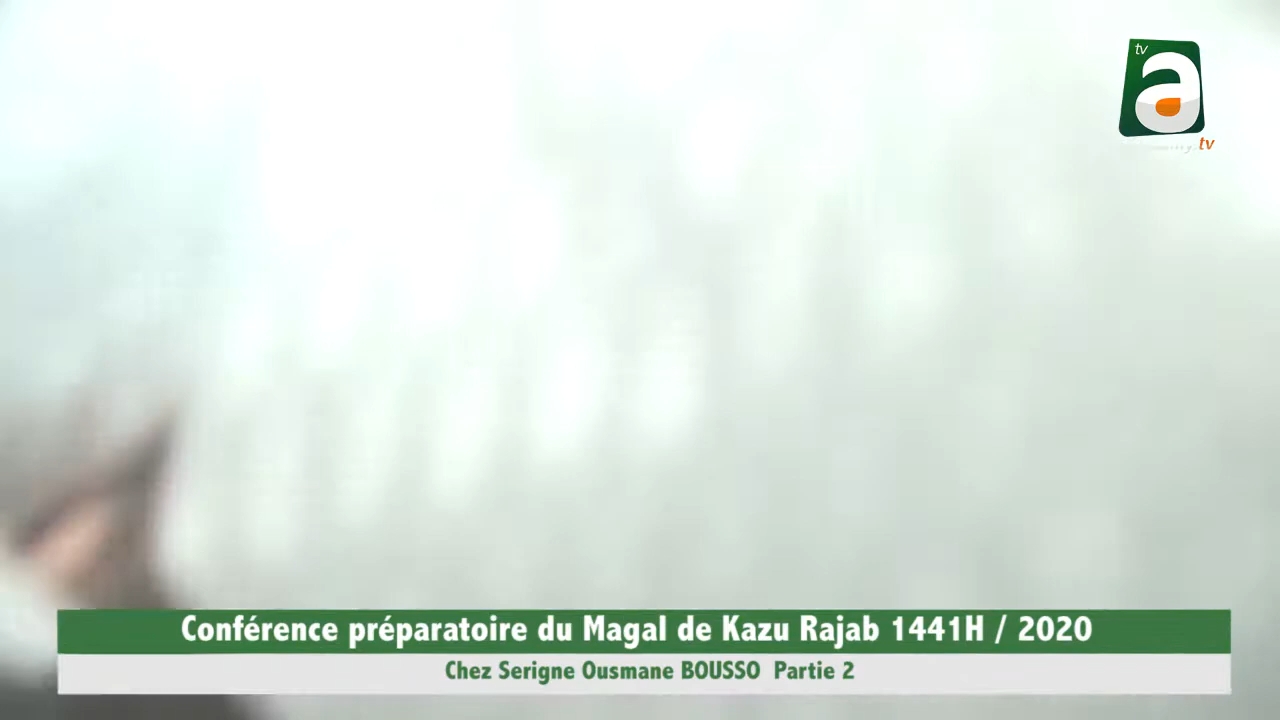 tv
a
tv
Conférence préparatoire du Magal de Kazu Rajab 1441H / 2020
Chez Serigne Ousmane BOUSSO Partie 2